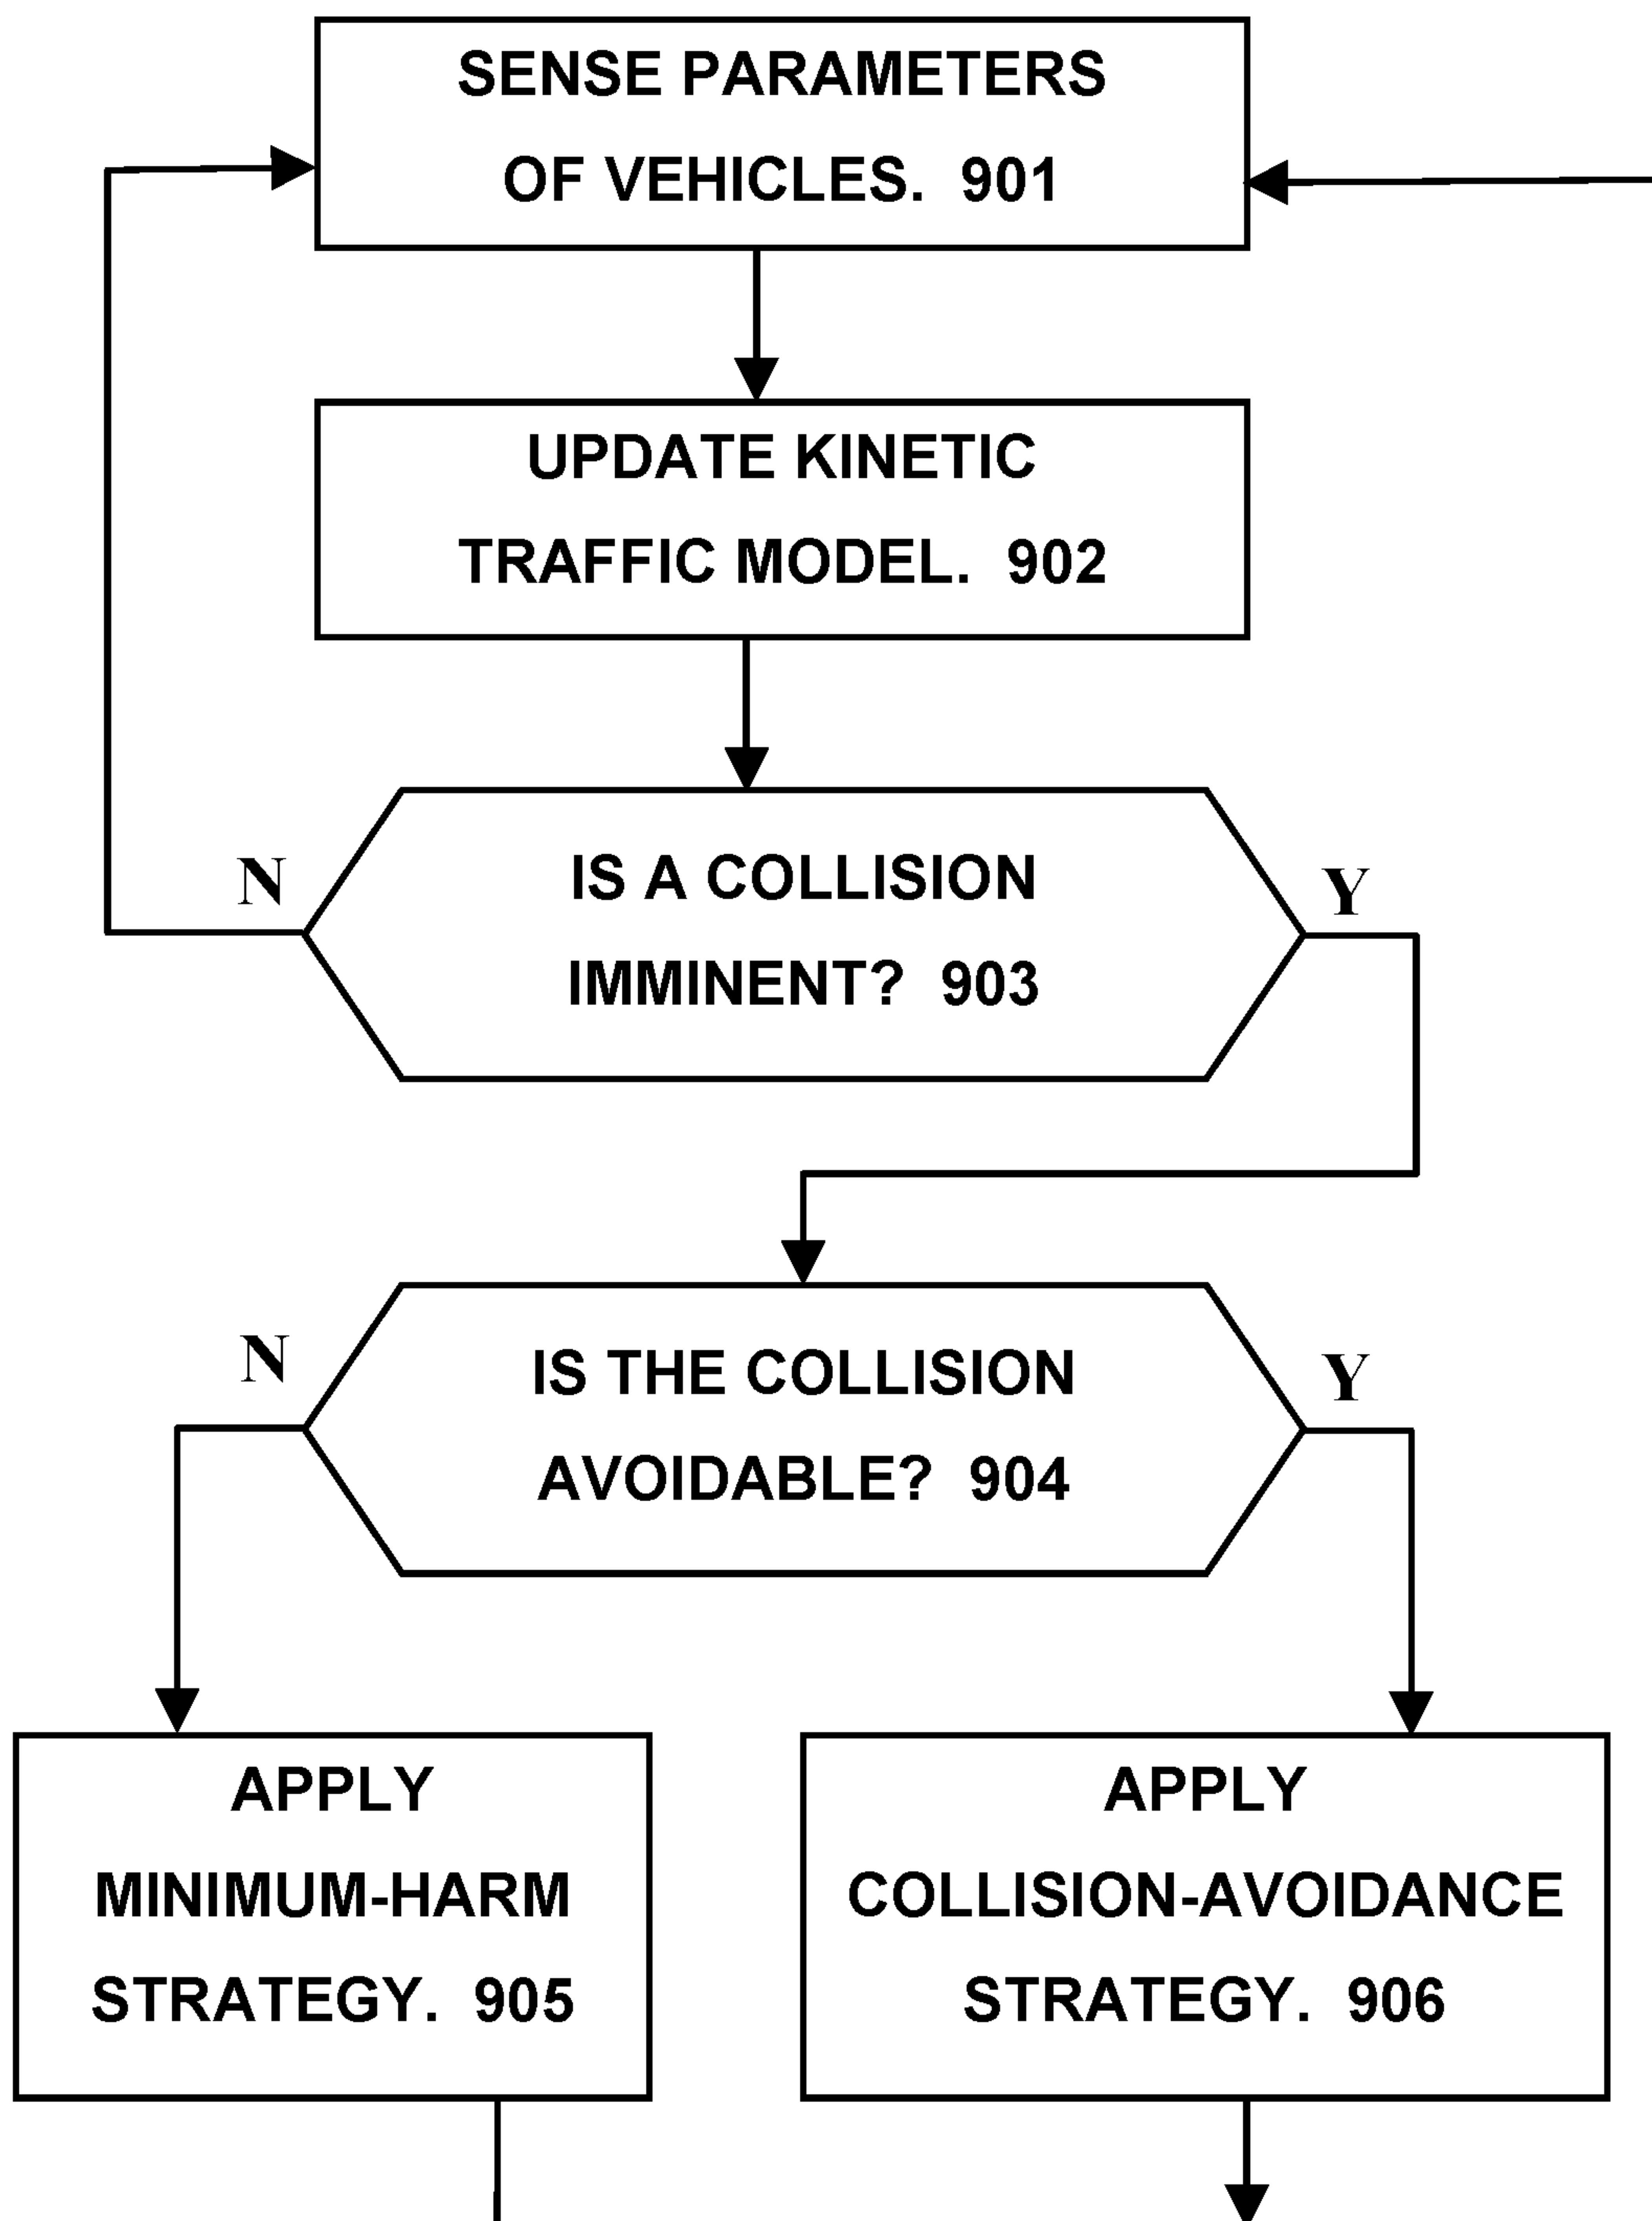 SENSE PARAMETERS
OF VEHICLES. 901
UPDATE KINETIC
TRAFFIC MODEL. 902
N
IS A COLLISION
IMMINENT? 903
Y
N
IS THE COLLISION
AVOIDABLE? 904
Y
APPLY
MINIMUM-HARM
STRATEGY. 905
APPLY
COLLISION-AVOIDANCE
STRATEGY. 906